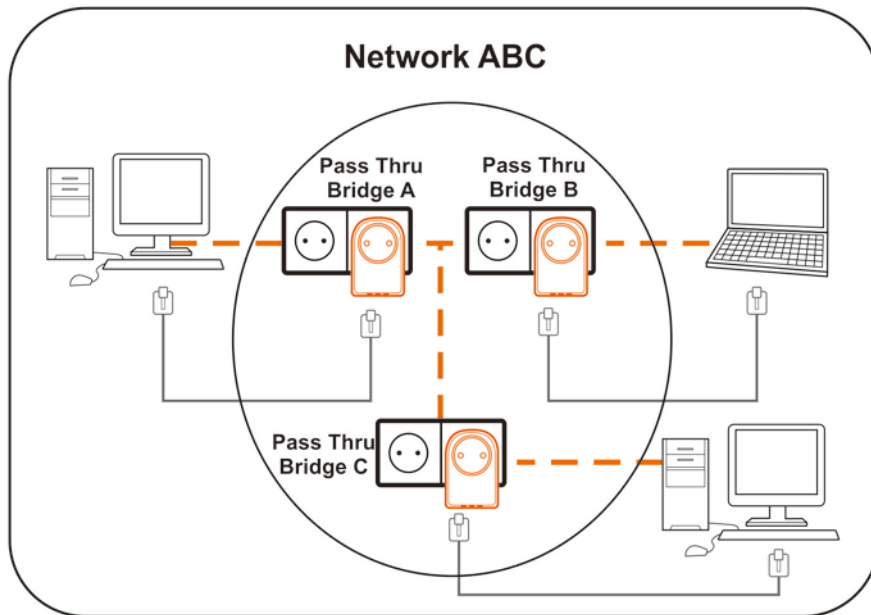 Network ABC
Pass Thru
Bridge A
Pass Thru
Bridge B
Pass Thru
Bridge C